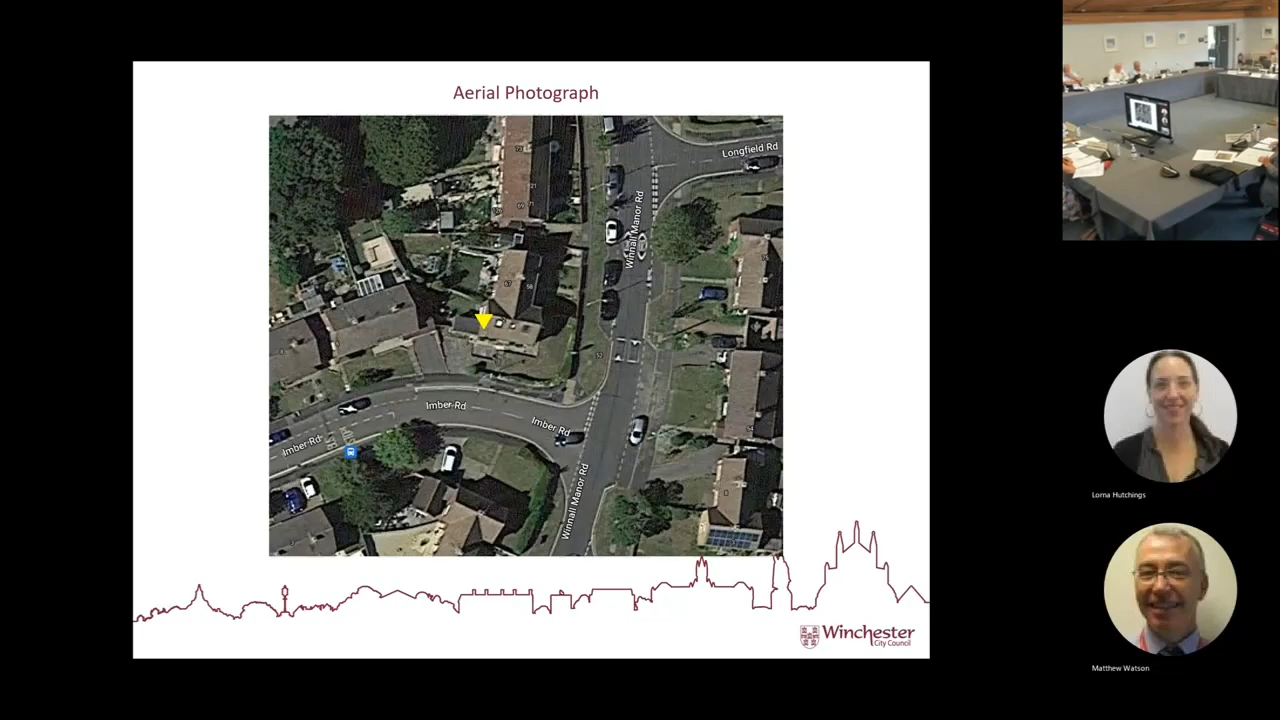 Aerial Photograph
Longfield Rd
Winnall Manor Rd
Imber Rd
Imber Rd
Imber Rd
Winnall Manor Rd
Winchester
City Council
Lorna Hutchings
Matthew Watson